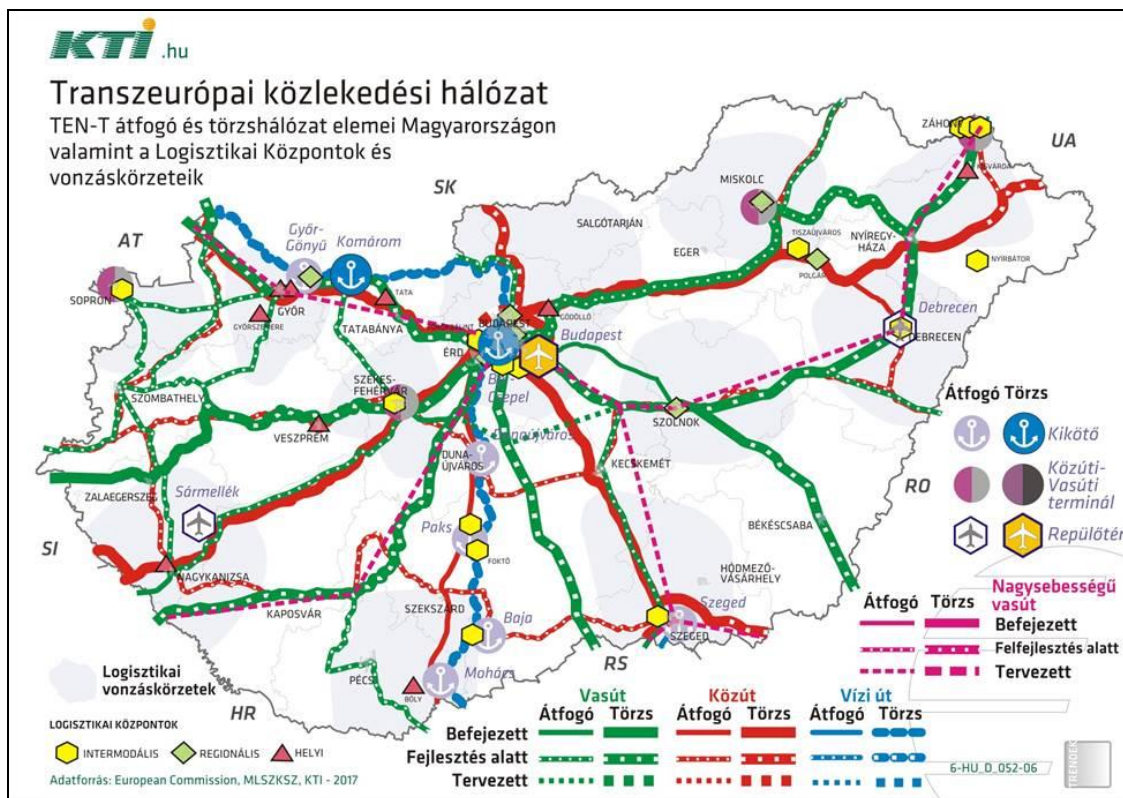 KTI.hu
Transzeurópai közlekedési hálózat
TEN-T átfogó és törzshálózat elemei Magyarországon
valamint a Logisztikai Központok és
vonzáskörzeteik
SK
UA
AT
RO
SI
HR
RS
ZÁHONY
KISVÁRDA
MISKOLC
SALGÓTARJÁN
EGER
TISZAÚJVÁROS
POLGÁR
NYÍREGY-
HÁZA
NYÍRBÁTOR
Győr-
Gönyű
Komárom
SOPRON
GYŐR
GYŐRSZEMERE
TATA
TATABÁNYA
BUDAPEST
GÖDÖLLŐ
Budapest
ÉRD
Csepel
Debrecen
DEBRECEN
SZOMBATHELY
SZÉKES-
FEHÉRVÁR
VESZPRÉM
Dunaújváros
DUNA-
ÚJVÁROS
SZOLNOK
KECSKEMÉT
ZALAEGERSZEG
Sármellék
Paks
FOKTŐ
BÉKÉSCSABA
NAGYKANIZSA
KAPOSVÁR
SZEKSZÁRD
Baja
HÓDMEZŐ-
VÁSÁRHELY
Szeged
SZEGED
PÉCS
BÓLY
Mohács
Átfogó Törzs
Kikötő
Közúti-
Vasúti
terminál
Repülőtér
Nagysebességű
vasút
Átfogó Törzs
Befejezett
Felfejlesztés alatt
Tervezett
Logisztikai
vonzáskörzetek
LOGISZTIKAI KÖZPONTOK
INTERMODÁLIS REGIONÁLIS HELYI
Adatforrás: European Commission, MLSZKSZ, KTI - 2017
Vasút Közút Vízi út
Átfogó Törzs Átfogó Törzs Átfogó Törzs
Befejezett
Fejlesztés alatt
Tervezett
6-HU_D_052-06
TRENDEK